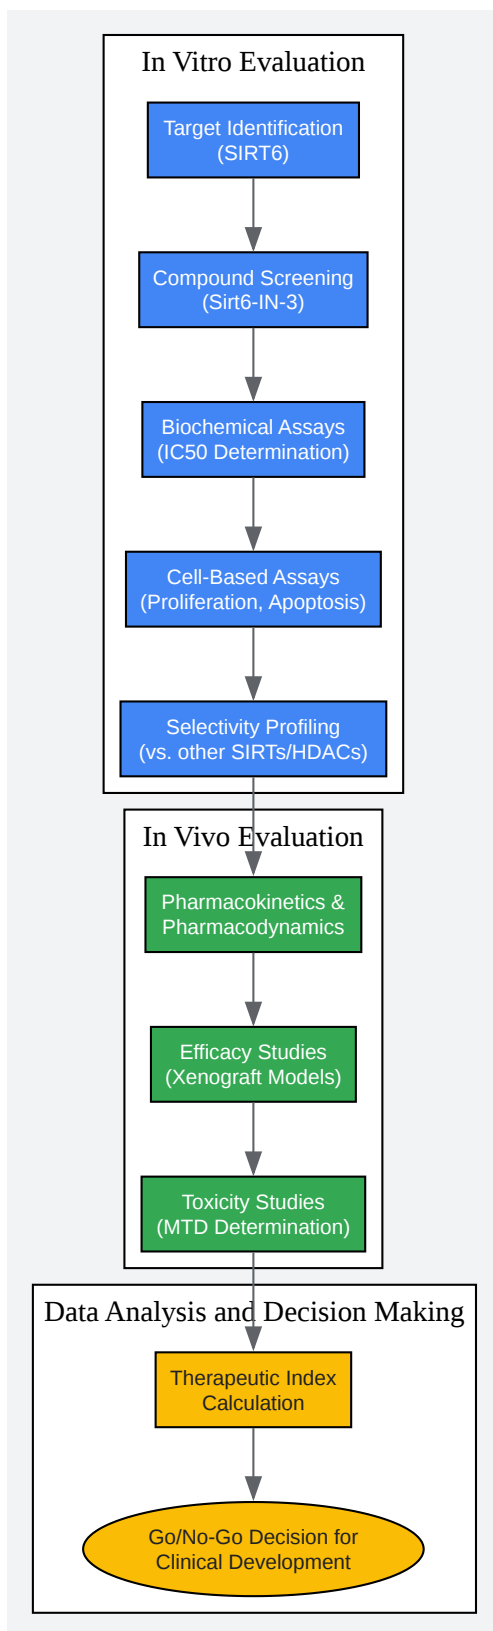 In Vitro Evaluation
Target Identification
(SIRT6)
Compound Screening
(Sirt6-IN-3)
Biochemical Assays
(IC50 Determination)
Cell-Based Assays
(Proliferation, Apoptosis)
Selectivity Profiling
(vs. other SIRTs/HDACs)
In Vivo Evaluation
Pharmacokinetics &
Pharmacodynamics
Efficacy Studies
(Xenograft Models)
Toxicity Studies
(MTD Determination)
Data Analysis and Decision Making
Therapeutic Index
Calculation
Go/No-Go Decision for
Clinical Development